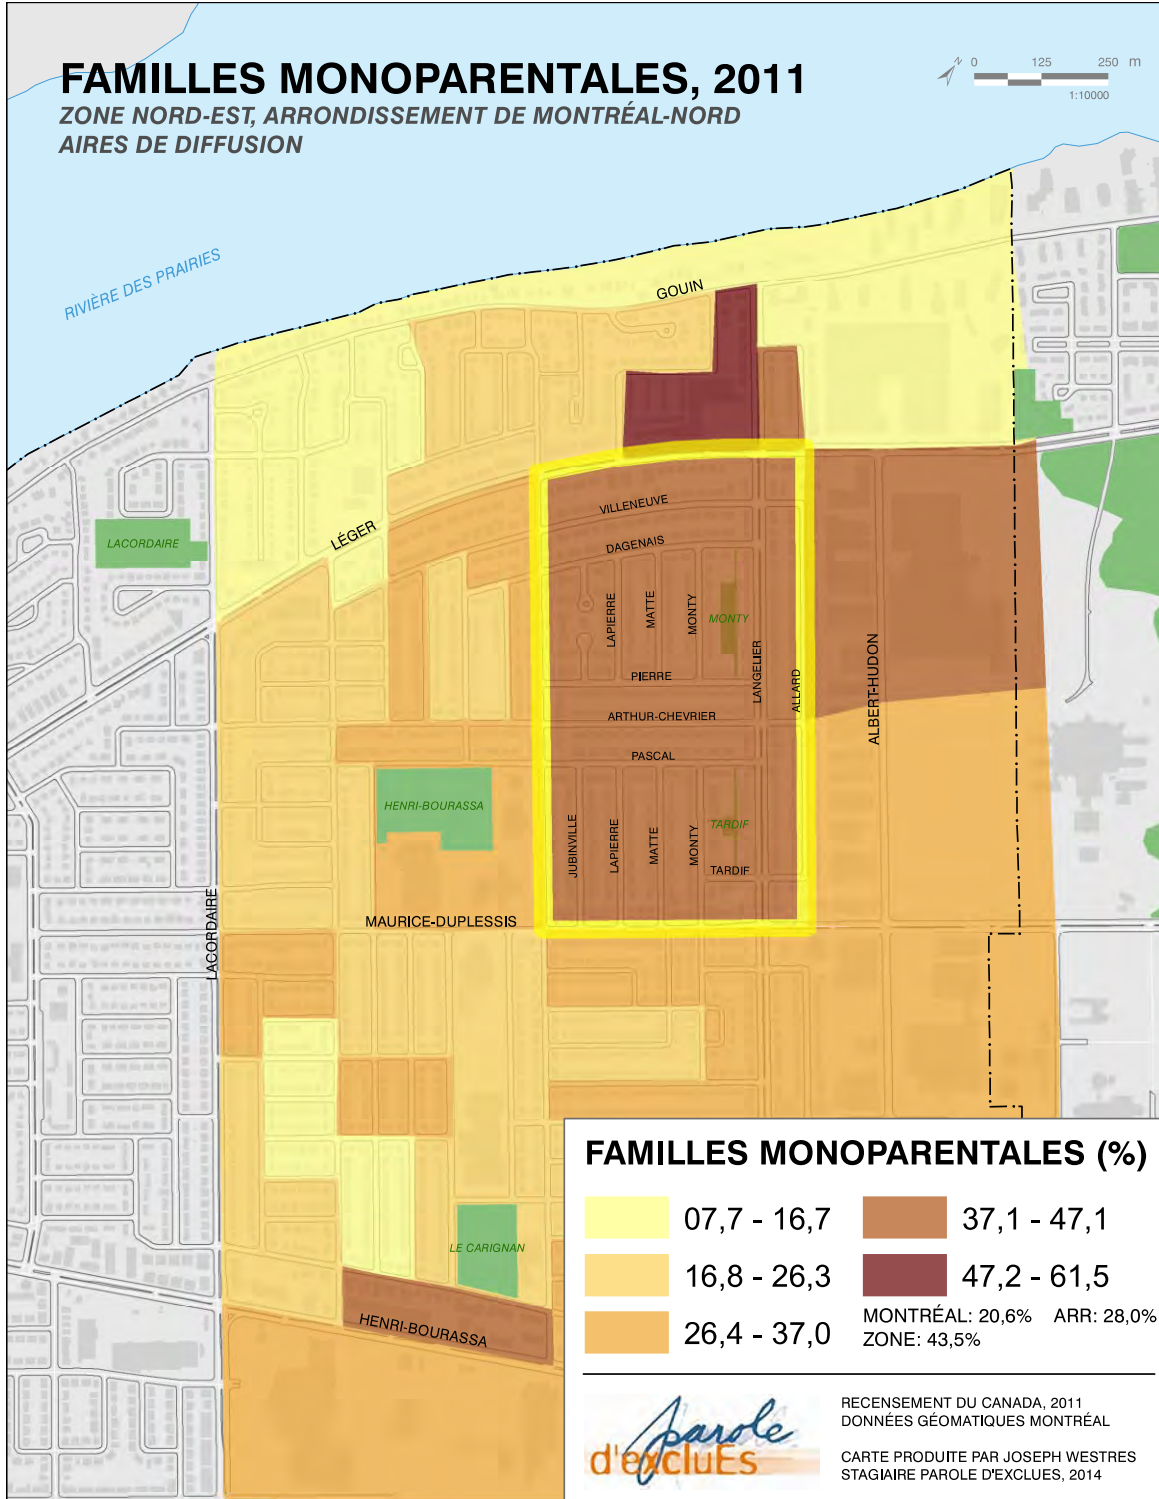 FAMILLES MONOPARENTALES, 2011
ZONE NORD-EST, ARRONDISSEMENT DE MONTRÉAL-NORD
AIRES DE DIFFUSION
N 0 125 250 m
1:10000
RIVIÈRE DES PRAIRIES
GOUIN
VILLENEUVE
LÉGER
LACORDAIRE
DAGENAIS
LAPIERRE
MATTE
MONTY
MONTY
LANGELIER
ALLARD
ALBERT-HUDON
PIERRE
ARTHUR-CHEVRIER
PASCAL
HENRI-BOURASSA
JUBINVILLE
LAPIERRE
MATTE
MONTY
TARDIF
TARDIF
MAURICE-DUPLESSIS
LACORDAIRE
LE CARIGNAN
HENRI-BOURASSA
FAMILLES MONOPARENTALES (%)
07,7 - 16,7
16,8 - 26,3
26,4 - 37,0
37,1 - 47,1
47,2 - 61,5
MONTRÉAL: 20,6% ARR: 28,0%
ZONE: 43,5%
parole
d'excluEs
RECENSEMENT DU CANADA, 2011
DONNÉES GÉOMATIQUES MONTRÉAL
CARTE PRODUITE PAR JOSEPH WESTRES
STAGIAIRE PAROLE D'EXCLUES, 2014